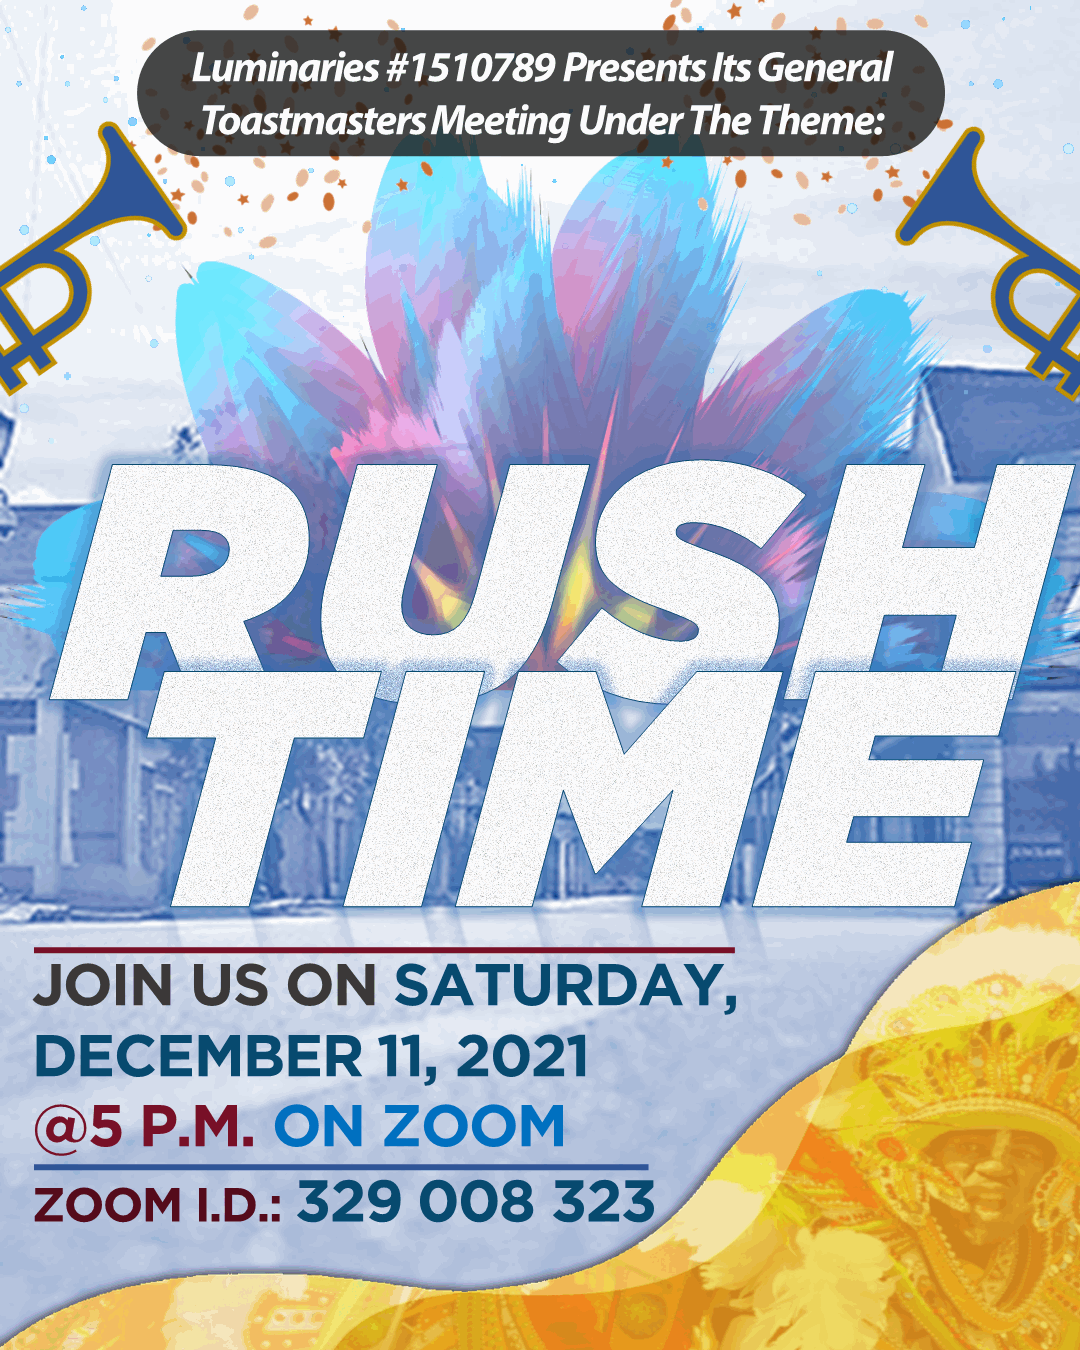 Luminaries #1510789 Presents Its General
Toastmasters Meeting Under The Theme:
RUSH
TIME
JOIN US ON SATURDAY,
DECEMBER 11, 2021
@5 P.M. ON ZOOM
ZOOM I.D.: 329 008 323